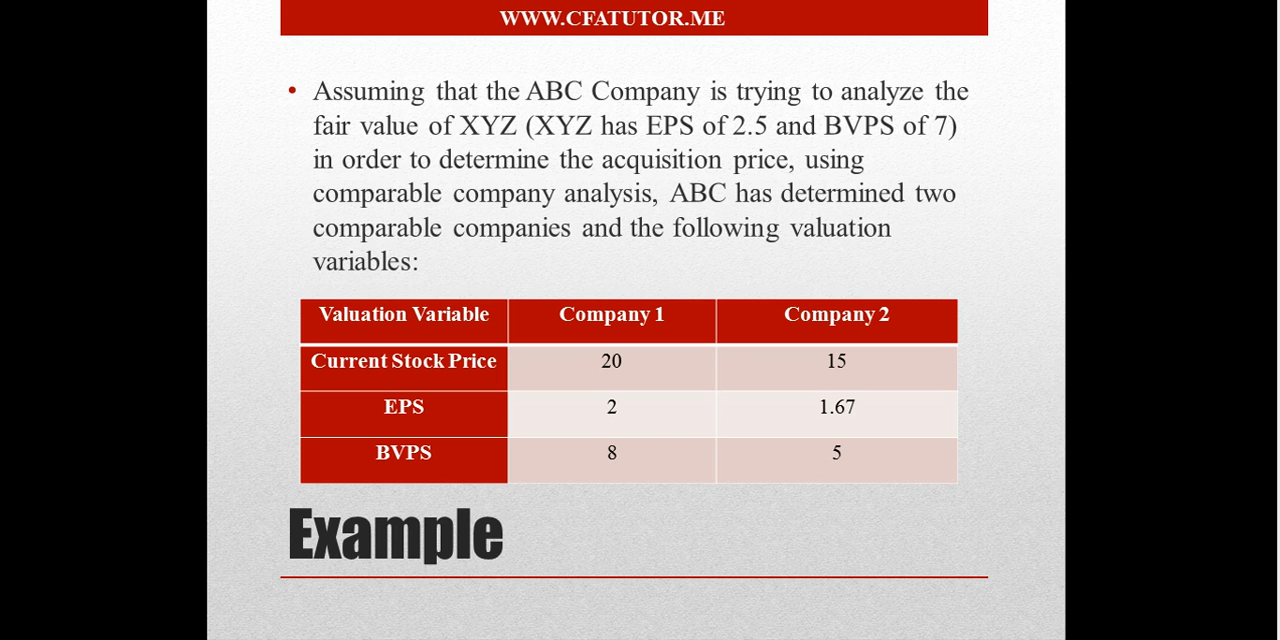 WWW.CFATUTOR.ME
• Assuming that the ABC Company is trying to analyze the
fair value of XYZ (XYZ has EPS of 2.5 and BVPS of 7)
in order to determine the acquisition price, using
comparable company analysis, ABC has determined two
comparable companies and the following valuation
variables:
Valuation Variable Company 1 Company 2
Current Stock Price 20 15
EPS 2 1.67
BVPS 8 5
Example